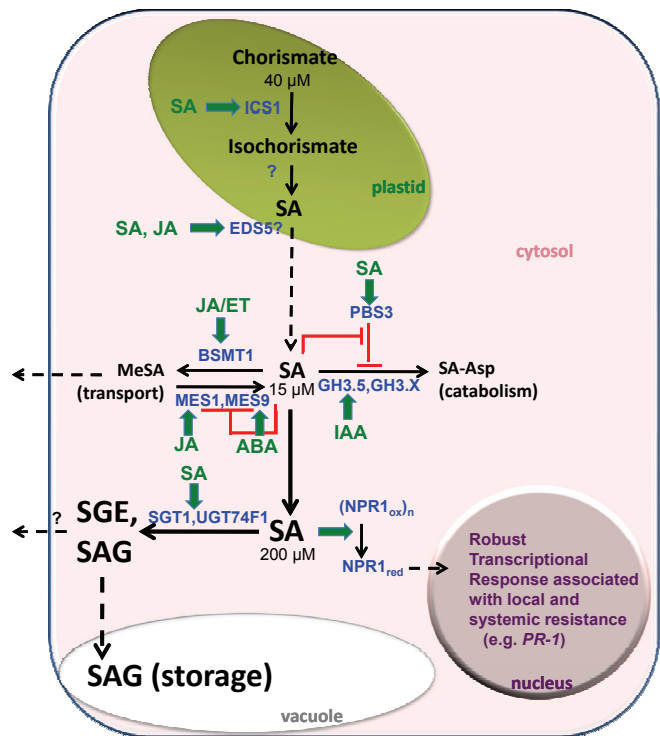 Chorismate
40 µM
SA
ICS1
Isochorismate
?
plastid
SA
SA, JA
EDS5?
cytosol
SA
JA/ET
PBS3
BSMT1
MeSA
(transport)
SA
15 µM
SA-Asp
(catabolism)
GH3.5,GH3.X
MES1,MES9
JA
ABA
IAA
SA
SGE,
SAG
?
SGT1,UGT74F1
SA
200 µM
(NPR1ox)n
NPR1red
Robust
Transcriptional
Response associated
with local and
systemic resistance
(e.g. PR-1)
nucleus
SAG (storage)
vacuole